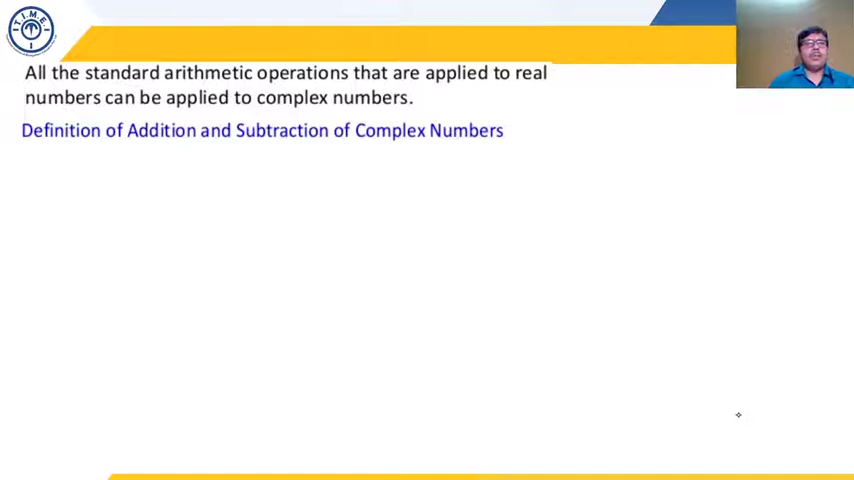 T.I.M.E.I
All the standard arithmetic operations that are applied to real
numbers can be applied to complex numbers.
Definition of Addition and Subtraction of Complex Numbers